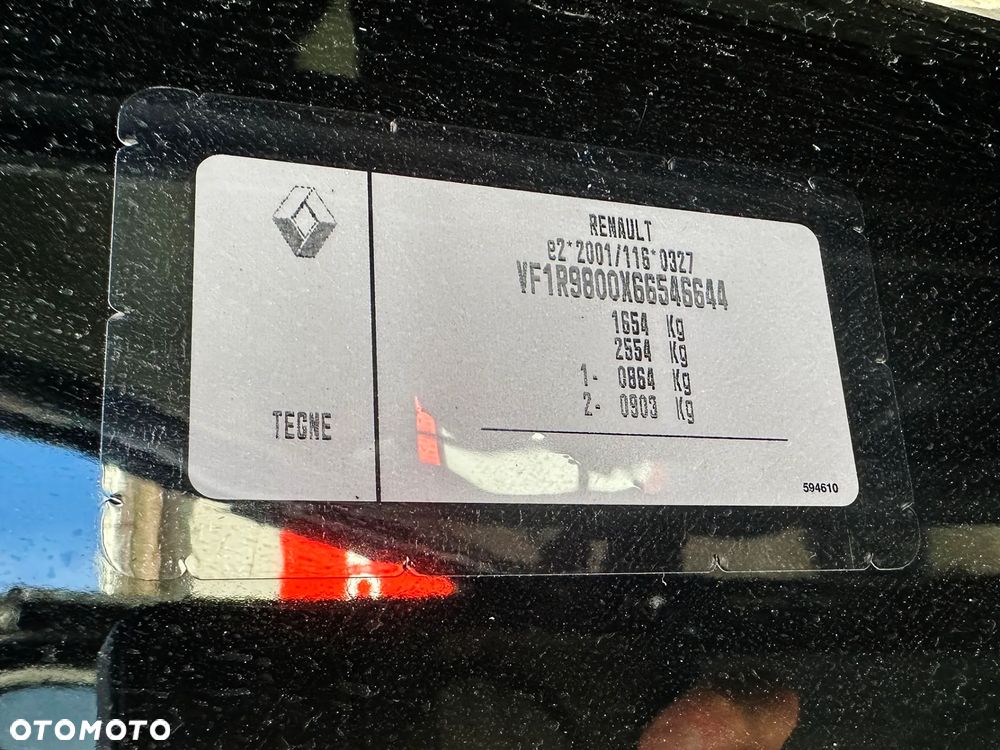 RENAULT
e2*2001/116*0327
VF1R9800X66546644
1654 Kg
2554 Kg
1- 0864 Kg
2- 0903 Kg
TEGNE
594610
OTOMOTO